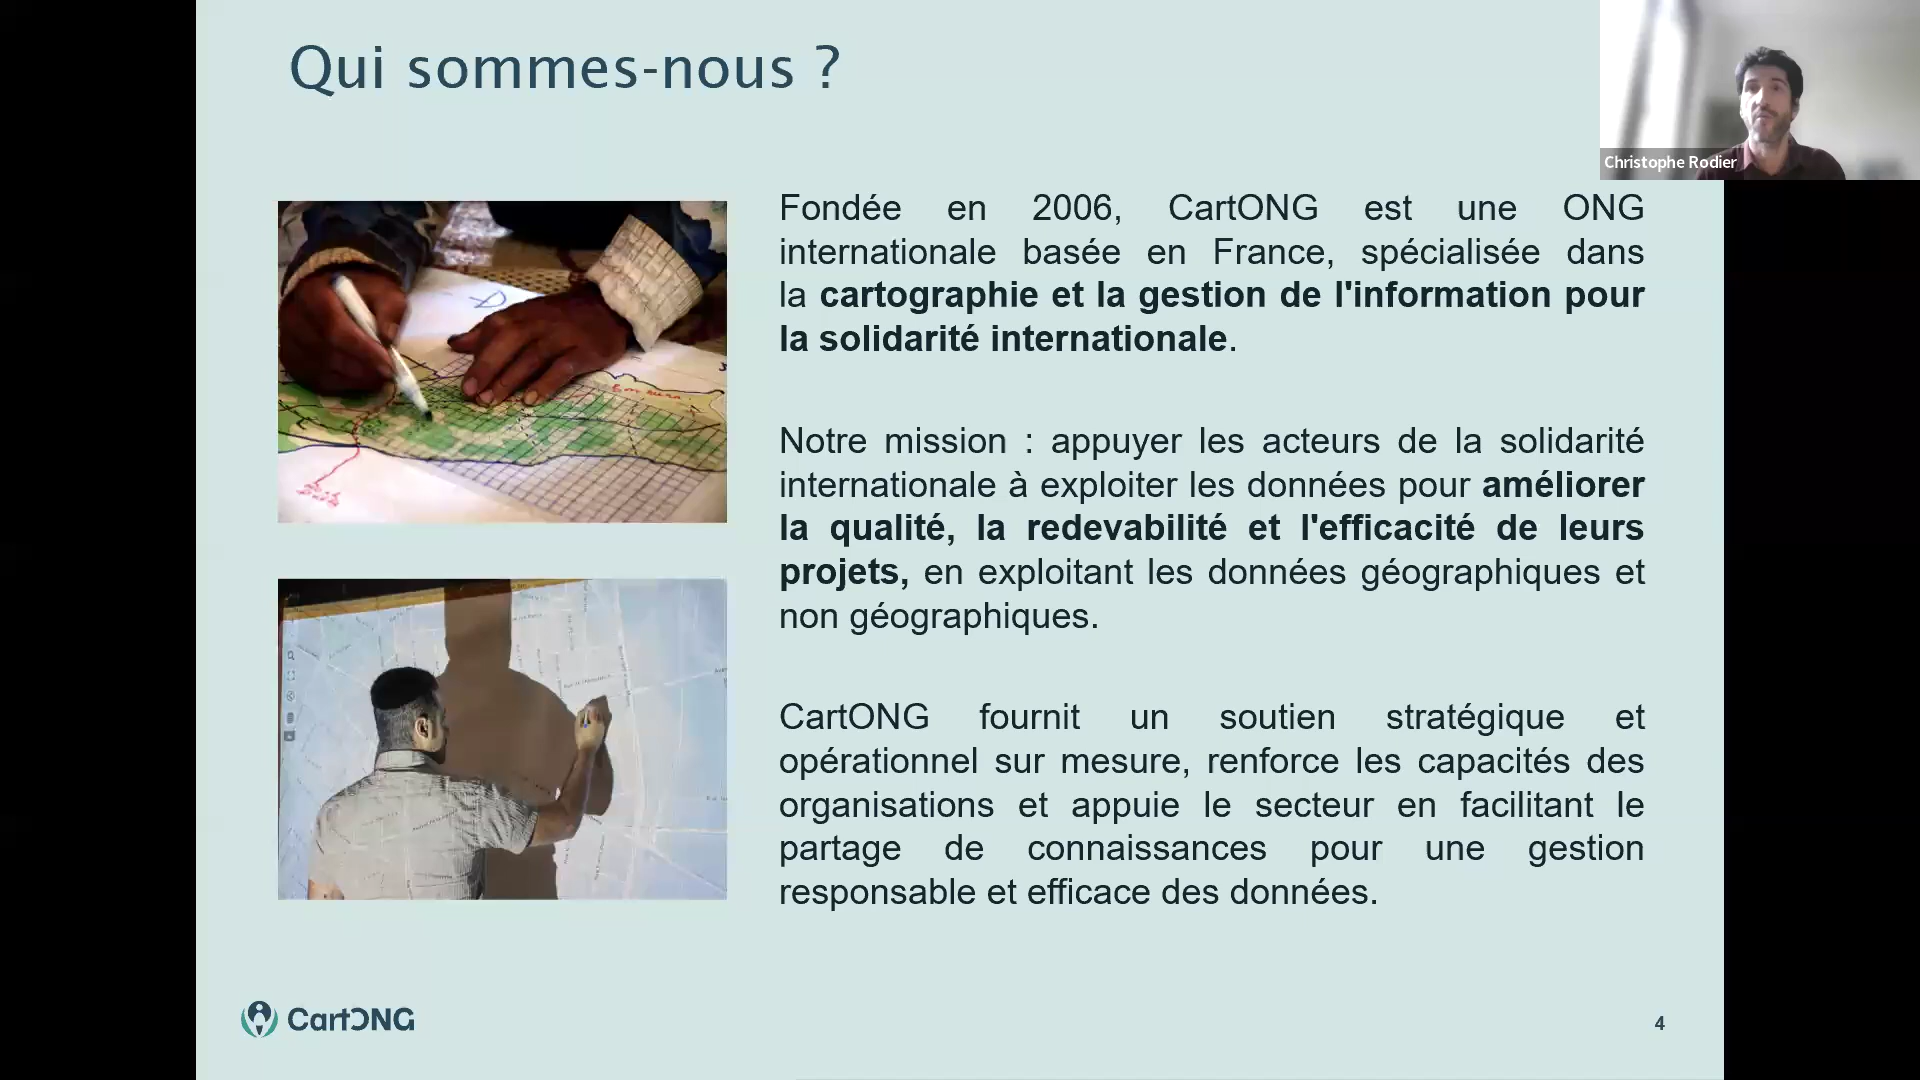 Qui sommes-nous ?
Christophe Rodier
Fondée en 2006, CartONG est une ONG
internationale basée en France, spécialisée dans
la cartographie et la gestion de l'information pour
la solidarité internationale.
Notre mission : appuyer les acteurs de la solidarité
internationale à exploiter les données pour améliorer
la qualité, la redevabilité et l'efficacité de leurs
projets, en exploitant les données géographiques et
non géographiques.
CartONG fournit un soutien stratégique et
opérationnel sur mesure, renforce les capacités des
organisations et appuie le secteur en facilitant le
partage de connaissances pour une gestion
responsable et efficace des données.
CartONG
4